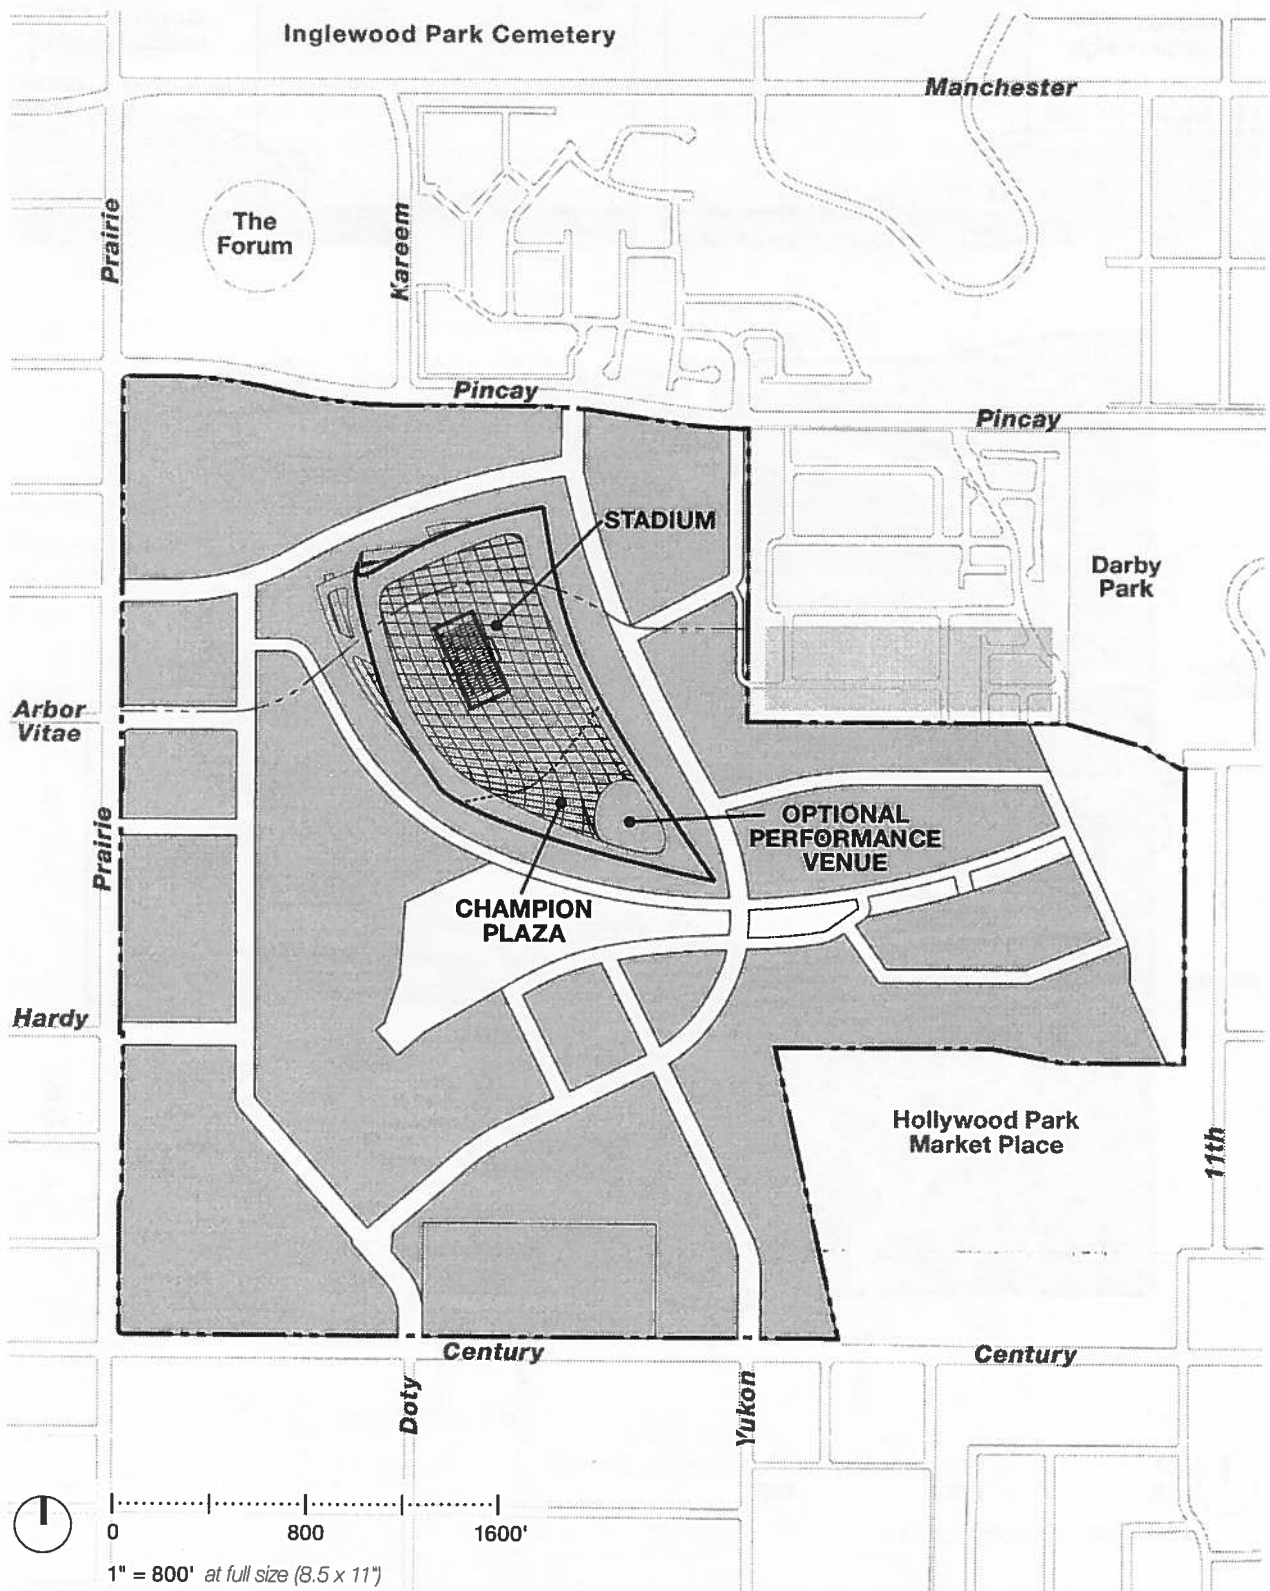 Inglewood Park Cemetery
Manchester
Prairie
The
Forum
Kareem
Pincay
Pincay
STADIUM
Darby
Park
Arbor
Vitae
OPTIONAL
PERFORMANCE
VENUE
Prairie
CHAMPION
PLAZA
Hardy
Hollywood Park
Market Place
11th
Century
Century
Doty
Yukon
0
800
1600'
1" = 800' at full size (8.5 x 11")